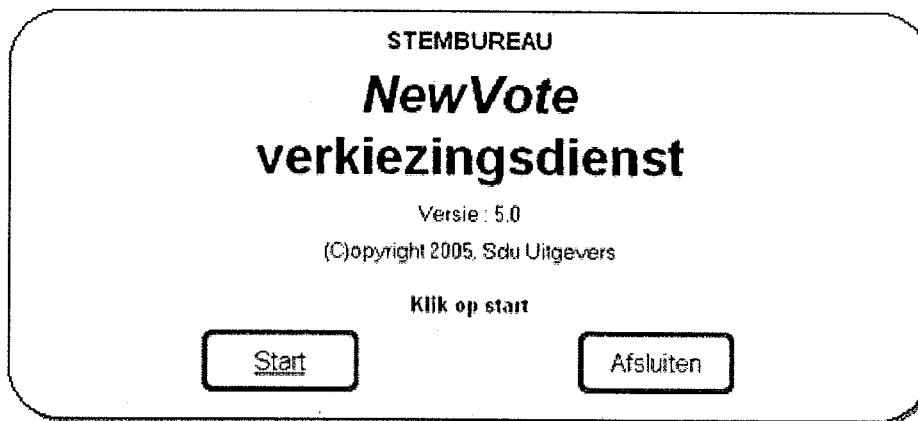 STEMBUREAU
NewVote
verkiezingsdienst
Versie : 5.0
(C)opyright 2005, Sdu Uitgevers
Klik op start
Start
Afsluiten